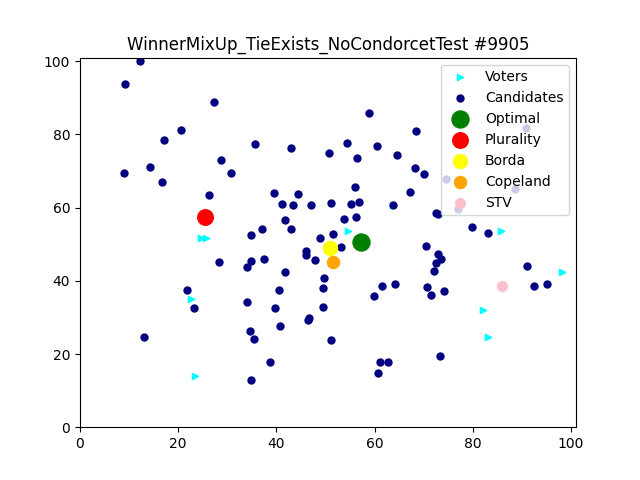 WinnerMixUp_TieExists_NoCondorcetTest #9905
100
80
60
40
20
0
0 20 40 60 80 100
Voters
Candidates
Optimal
Plurality
Borda
Copeland
STV